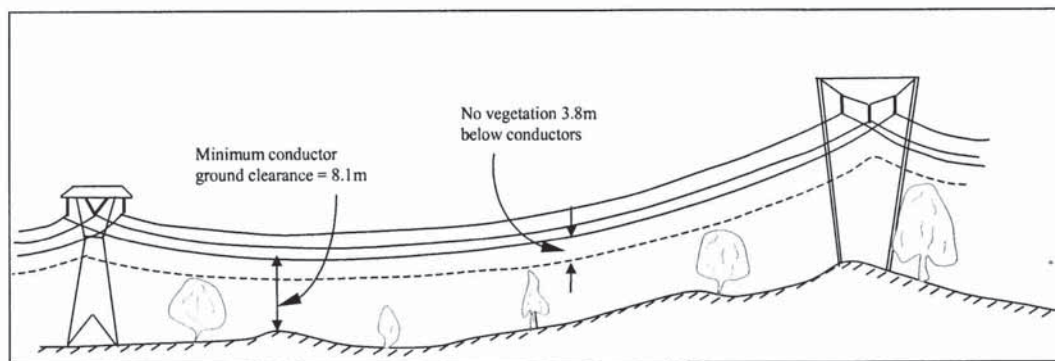 No vegetation 3.8m
below conductors
Minimum conductor
ground clearance = 8.1m